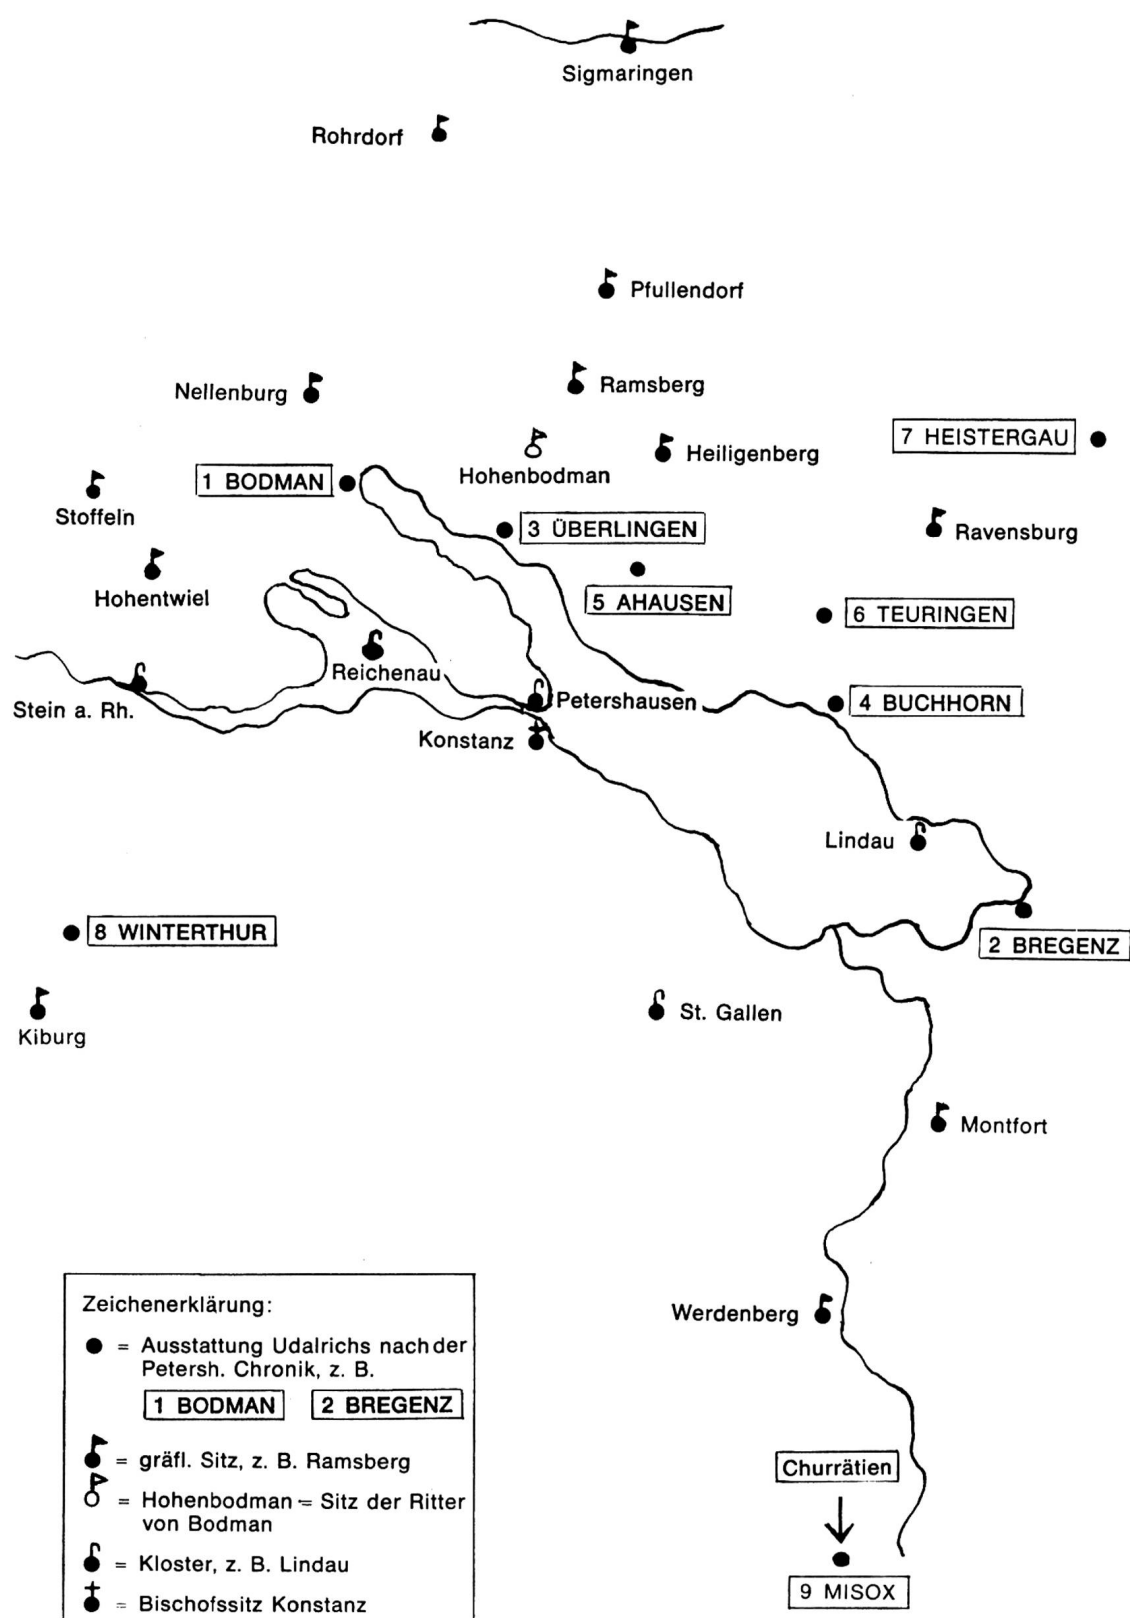 Sigmaringen
Rohrdorf
Pfullendorf
Nellenburg
Ramsberg
7 HEISTERGAU
Heiligenberg
Hohenbodman
1 BODMAN
Stoffeln
3 ÜBERLINGEN
Ravensburg
Hohentwiel
5 AHAUSEN
6 TEURINGEN
Reichenau
Stein a. Rh.
Petershausen
4 BUCHHORN
Konstanz
Lindau
8 WINTERTHUR
2 BREGENZ
St. Gallen
Kiburg
Montfort
Werdenberg
Churrätien
9 MISOX
Zeichenerklärung:
= Ausstattung Udalrichs nach der
Petersh. Chronik, z. B.
1 BODMAN 2 BREGENZ
= gräfl. Sitz, z. B. Ramsberg
= Hohenbodman = Sitz der Ritter
von Bodman
= Kloster, z. B. Lindau
= Bischofssitz Konstanz